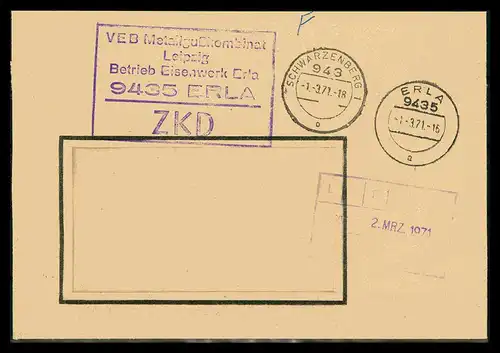 F
VEB Metallgußkombinat
Leipzig
Betrieb Eisenwerk Erla
9435 ERLA
ZKD
SCHWARZENBERG 1
943
-1.-3.71.-18
a
ERLA
9435
-1.-3.71.-16
a
2. MRZ. 1971